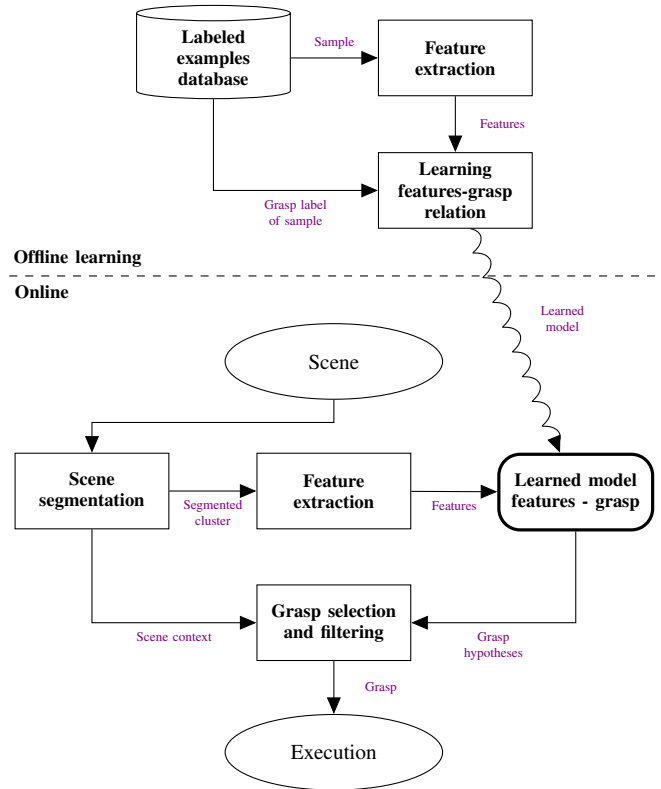 Labeled
examples
database
Sample
Feature
extraction
Features
Learning
features-grasp
relation
Grasp label
of sample
Offline learning
Online
Learned
model
Scene
Scene
segmentation
Segmented
cluster
Feature
extraction
Features
Learned model
features - grasp
Scene context
Grasp selection
and filtering
Grasp
hypotheses
Grasp
Execution